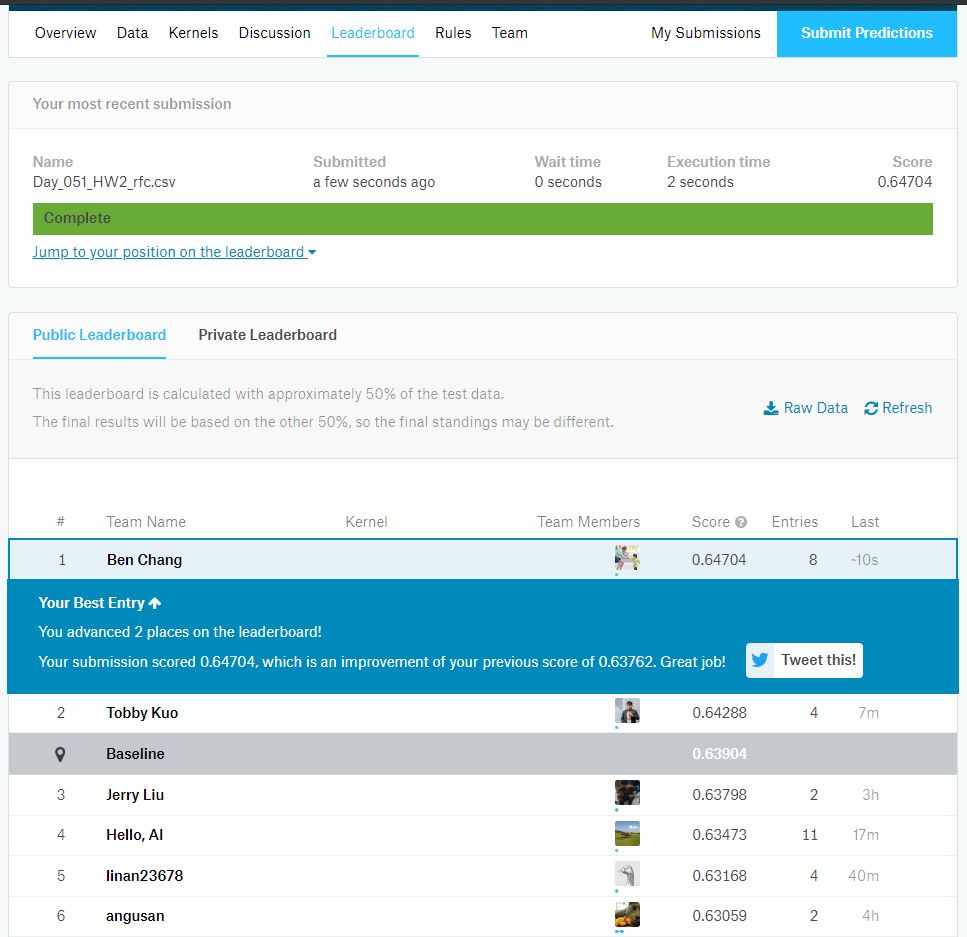 Overview Data Kernels Discussion Leaderboard Rules Team My Submissions Submit Predictions
Your most recent submission
Name Submitted Wait time Execution time Score
Day_051_HW2_rfc.csv a few seconds ago 0 seconds 2 seconds 0.64704
Complete
Jump to your position on the leaderboard
Public Leaderboard Private Leaderboard
This leaderboard is calculated with approximately 50% of the test data.
The final results will be based on the other 50%, so the final standings may be different.
Raw Data Refresh
# Team Name Kernel Team Members Score ? Entries Last
1 Ben Chang 0.64704 8 ~10s
Your Best Entry
You advanced 2 places on the leaderboard!
Your submission scored 0.64704, which is an improvement of your previous score of 0.63762. Great job!
Tweet this!
2 Tobby Kuo 0.64288 4 7m
Baseline 0.63904
3 Jerry Liu 0.63798 2 3h
4 Hello, AI 0.63473 11 17m
5 linan23678 0.63168 4 40m
6 angusan 0.63059 2 4h